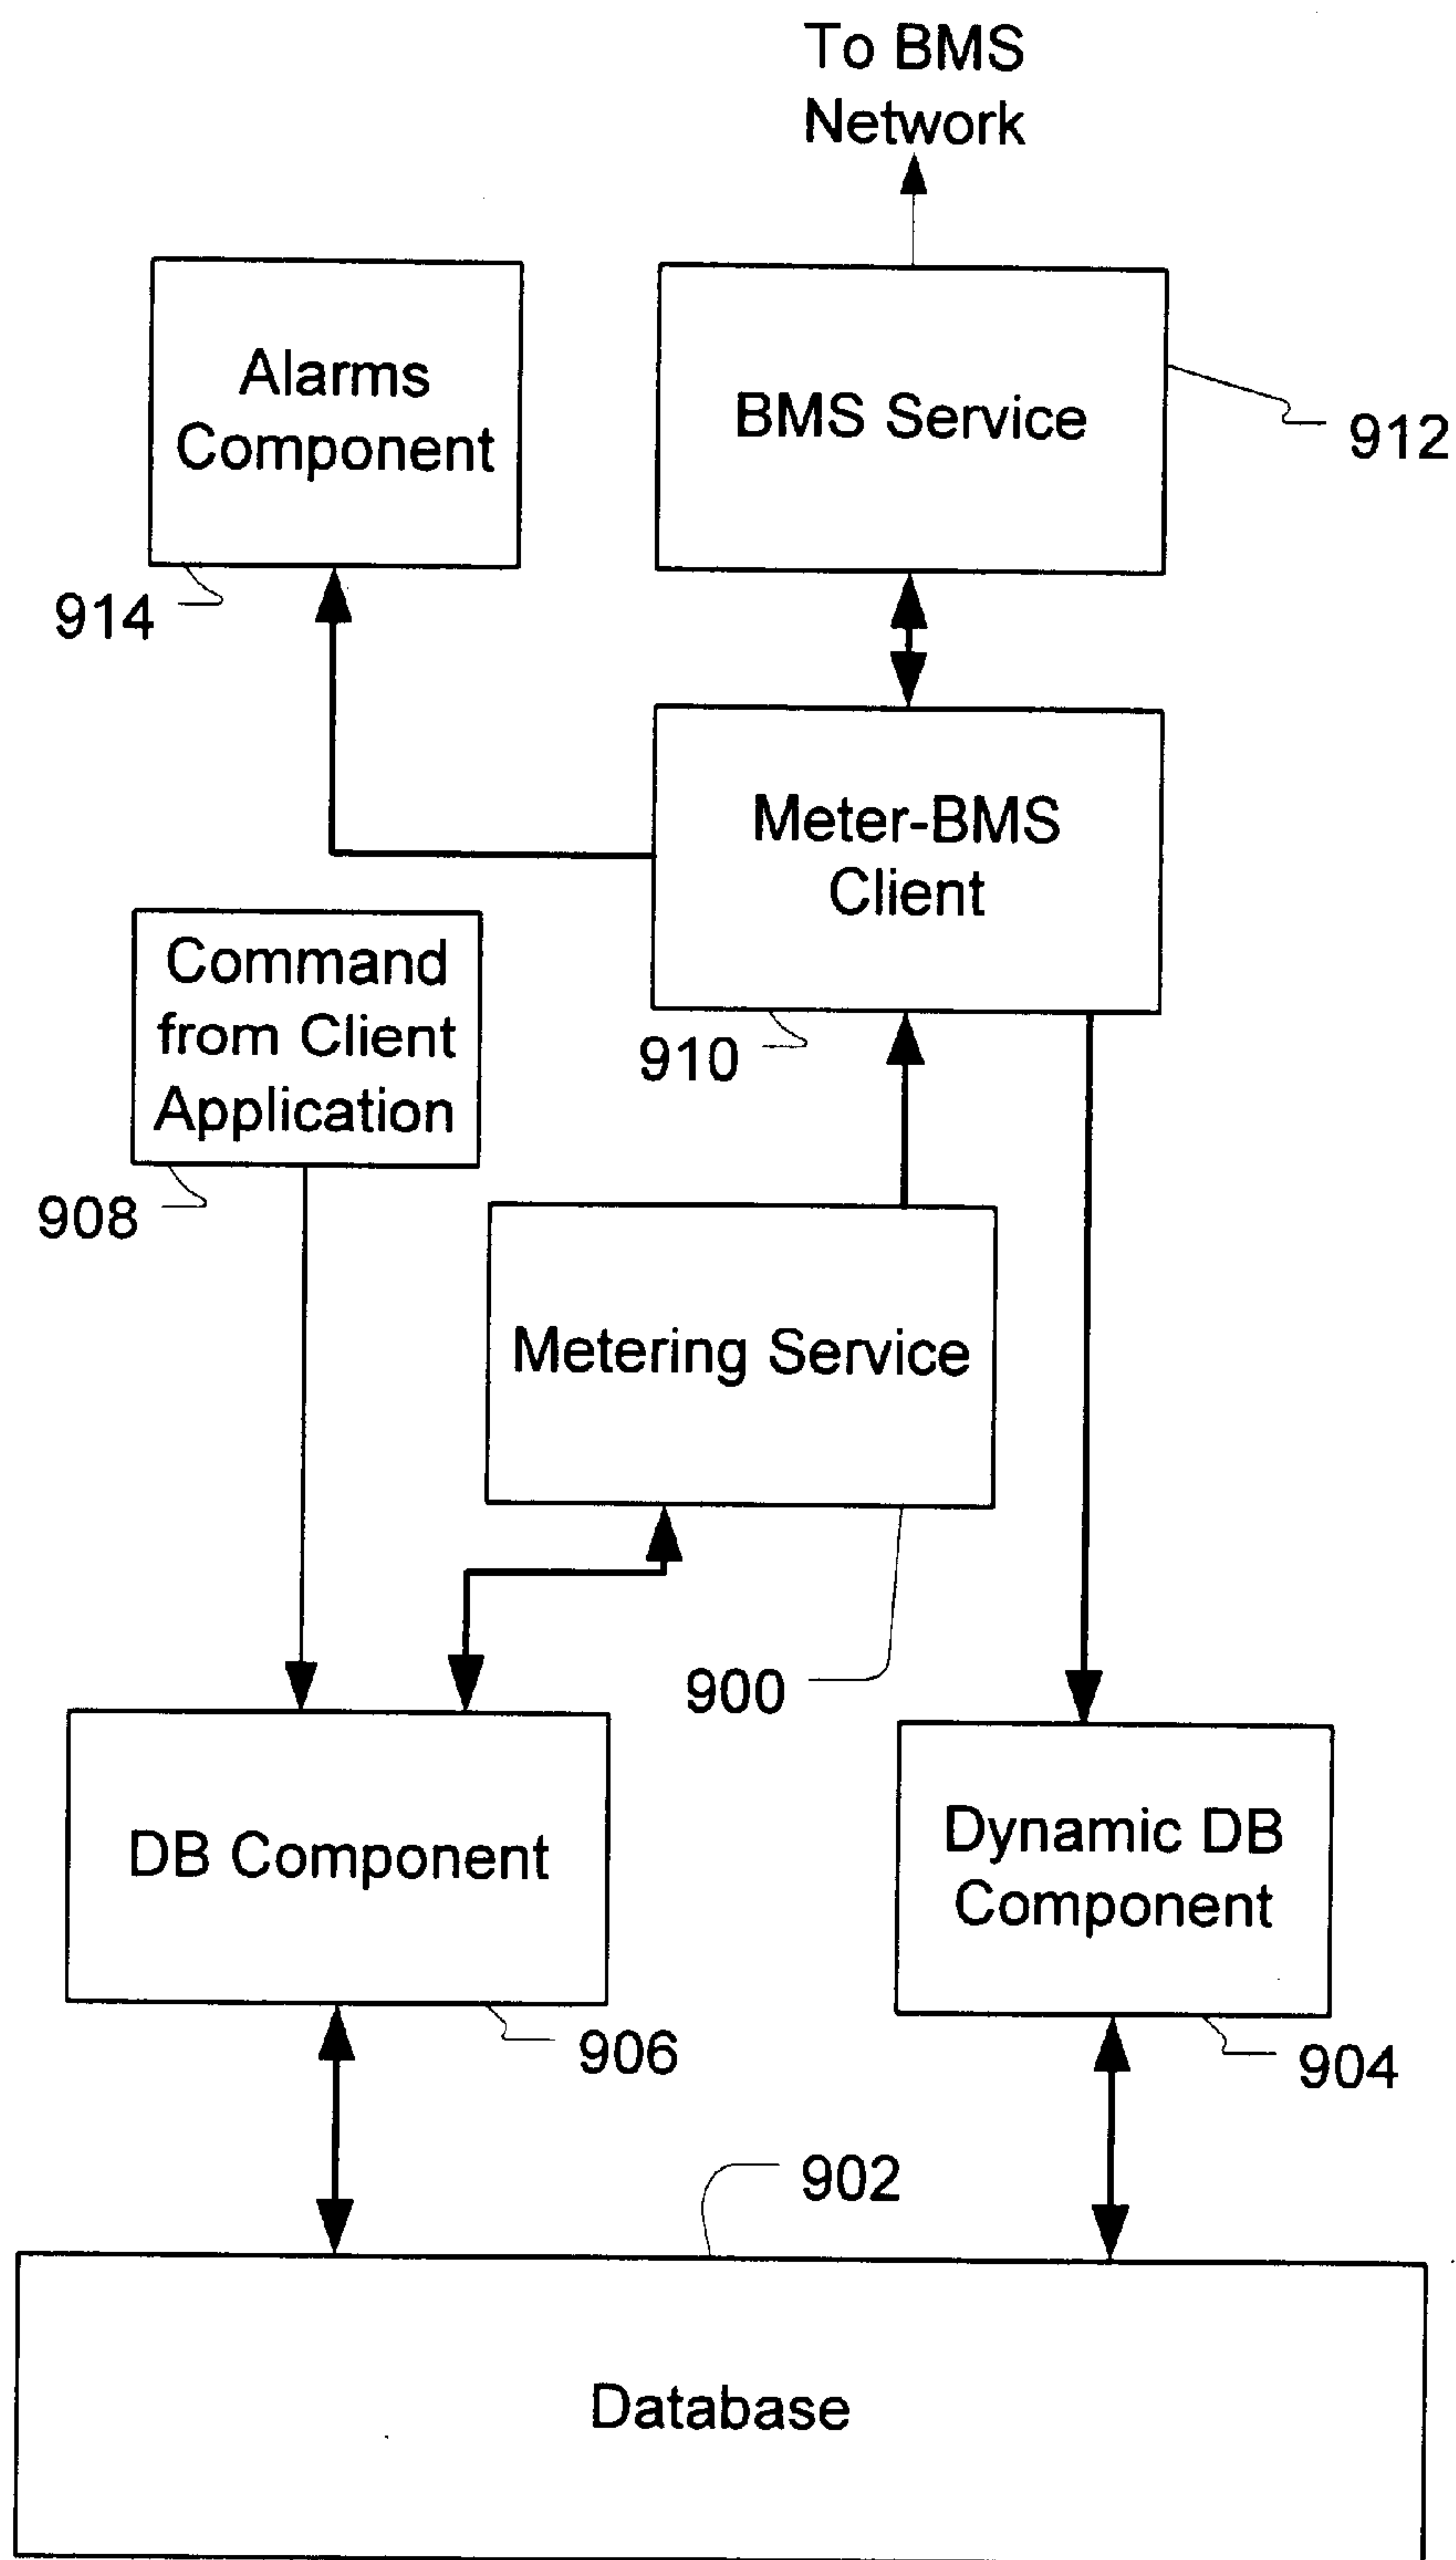 To BMS
Network
Alarms
Component
BMS Service
912
914
Meter-BMS
Client
Command
from Client
Application
910
908
Metering Service
900
DB Component
Dynamic DB
Component
906
904
902
Database